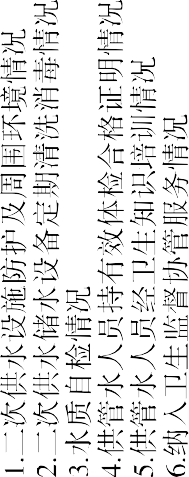 1.二次供水设施防护及周围环境情况
2.二次供水储水设备定期清洗消毒情况
3.水质自检情况
4.供管水人员持有效体检合格证明情况
5.供管水人员经卫生知识培训情况
6.纳入卫生监督协管服务情况